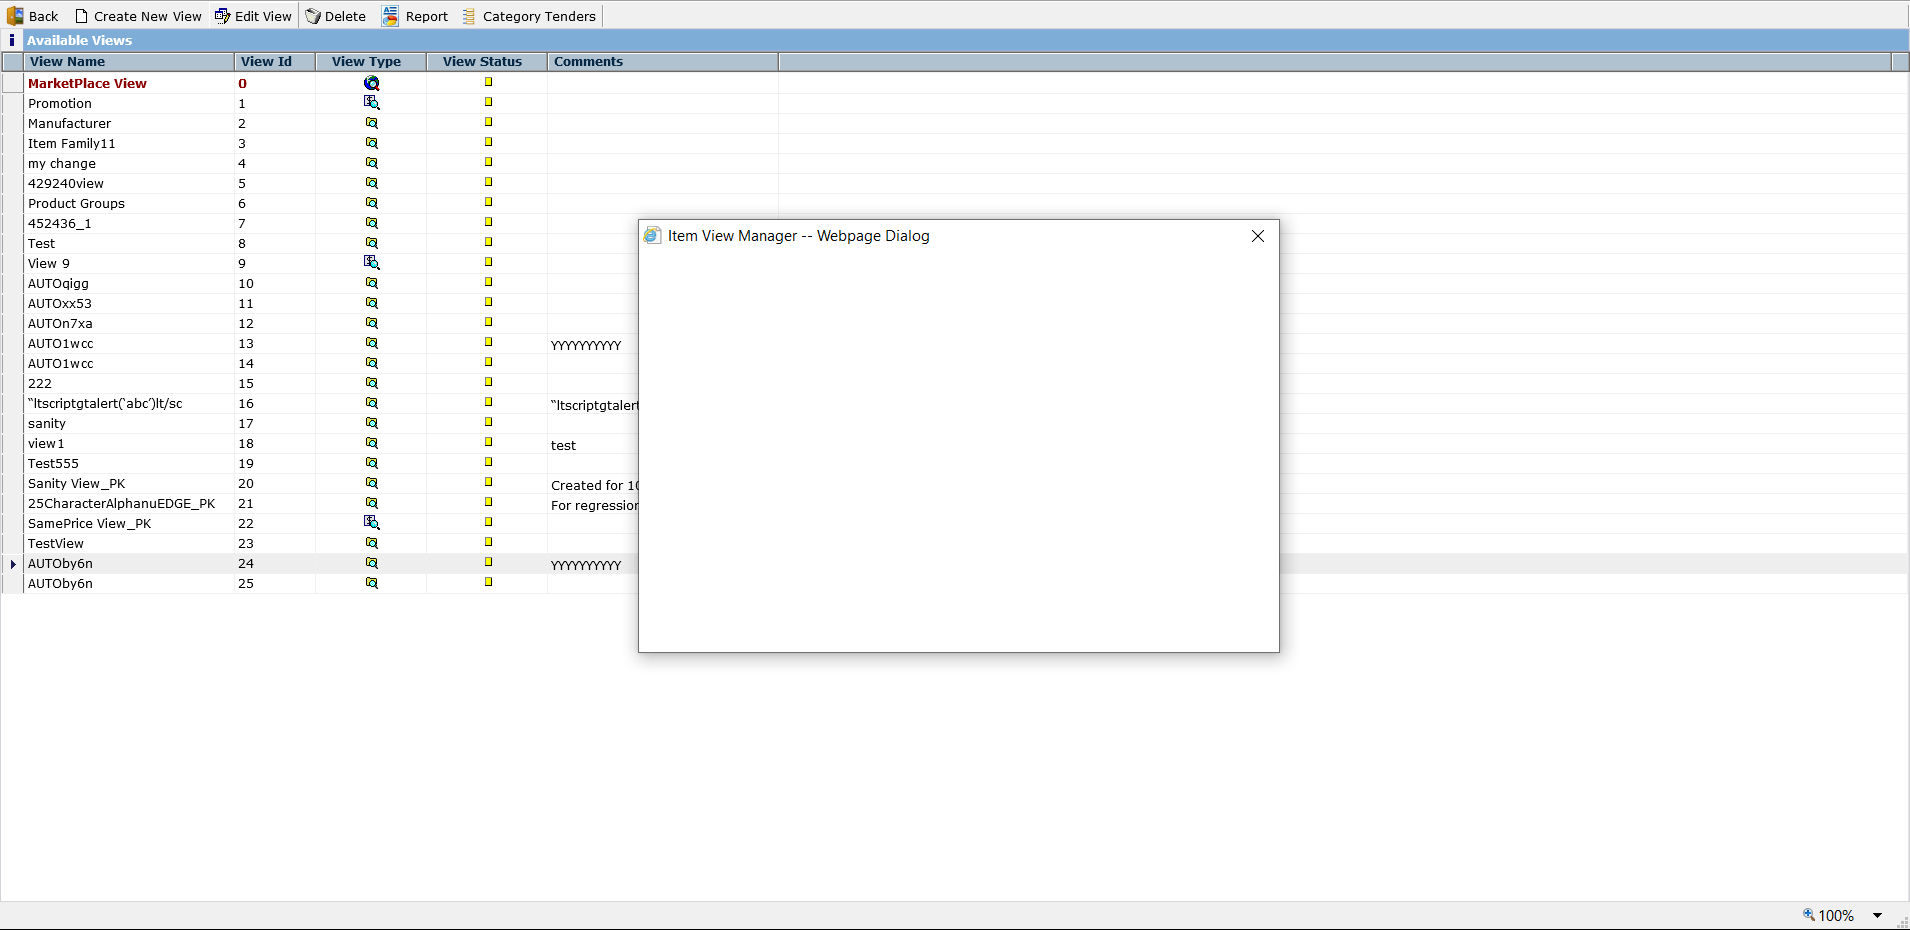 Back Create New View Edit View Delete Report Category Tenders
i Available Views
View Name View Id View Type View Status Comments
MarketPlace View 0
Promotion 1
Manufacturer 2
Item Family11 3
my change 4
429240view 5
Product Groups 6
452436_1 7
Item View Manager -- Webpage Dialog
Test 8
View 9 9
AUTOqigg 10
AUTOxx53 11
AUTOn7xa 12
AUTO1wcc 13 YYYYYYYYYY
AUTO1wcc 14
222 15
“ltscriptgtalert(‘abc’)lt/sc 16 “ltscriptgtalert
sanity 17
view1 18 test
Test555 19
Sanity View_PK 20 Created for 10
25CharacterAlphanuEDGE_PK 21 For regression
SamePrice View_PK 22
TestView 23
AUTOby6n 24 YYYYYYYYYY
AUTOby6n 25
100%